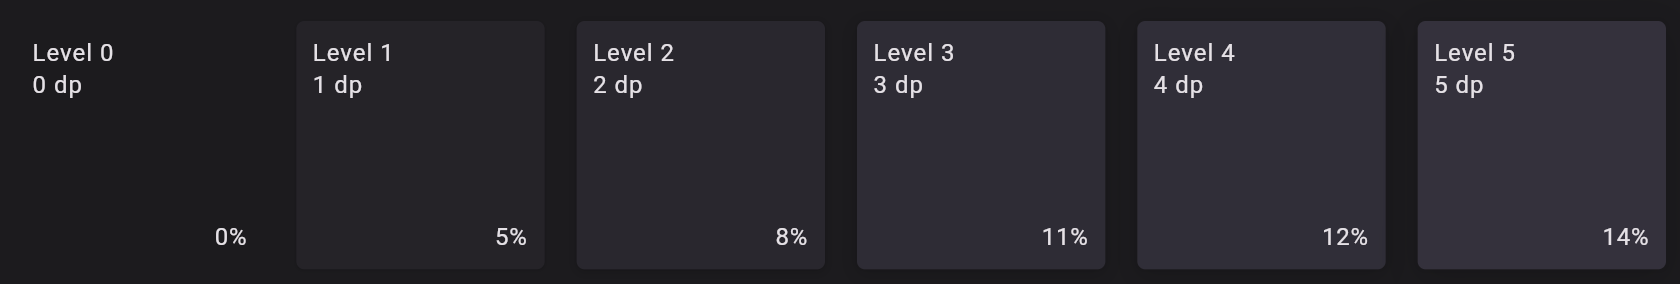 Level 0
0 dp
0%
Level 1
1 dp
5%
Level 2
2 dp
8%
Level 3
3 dp
11%
Level 4
4 dp
12%
Level 5
5 dp
14%